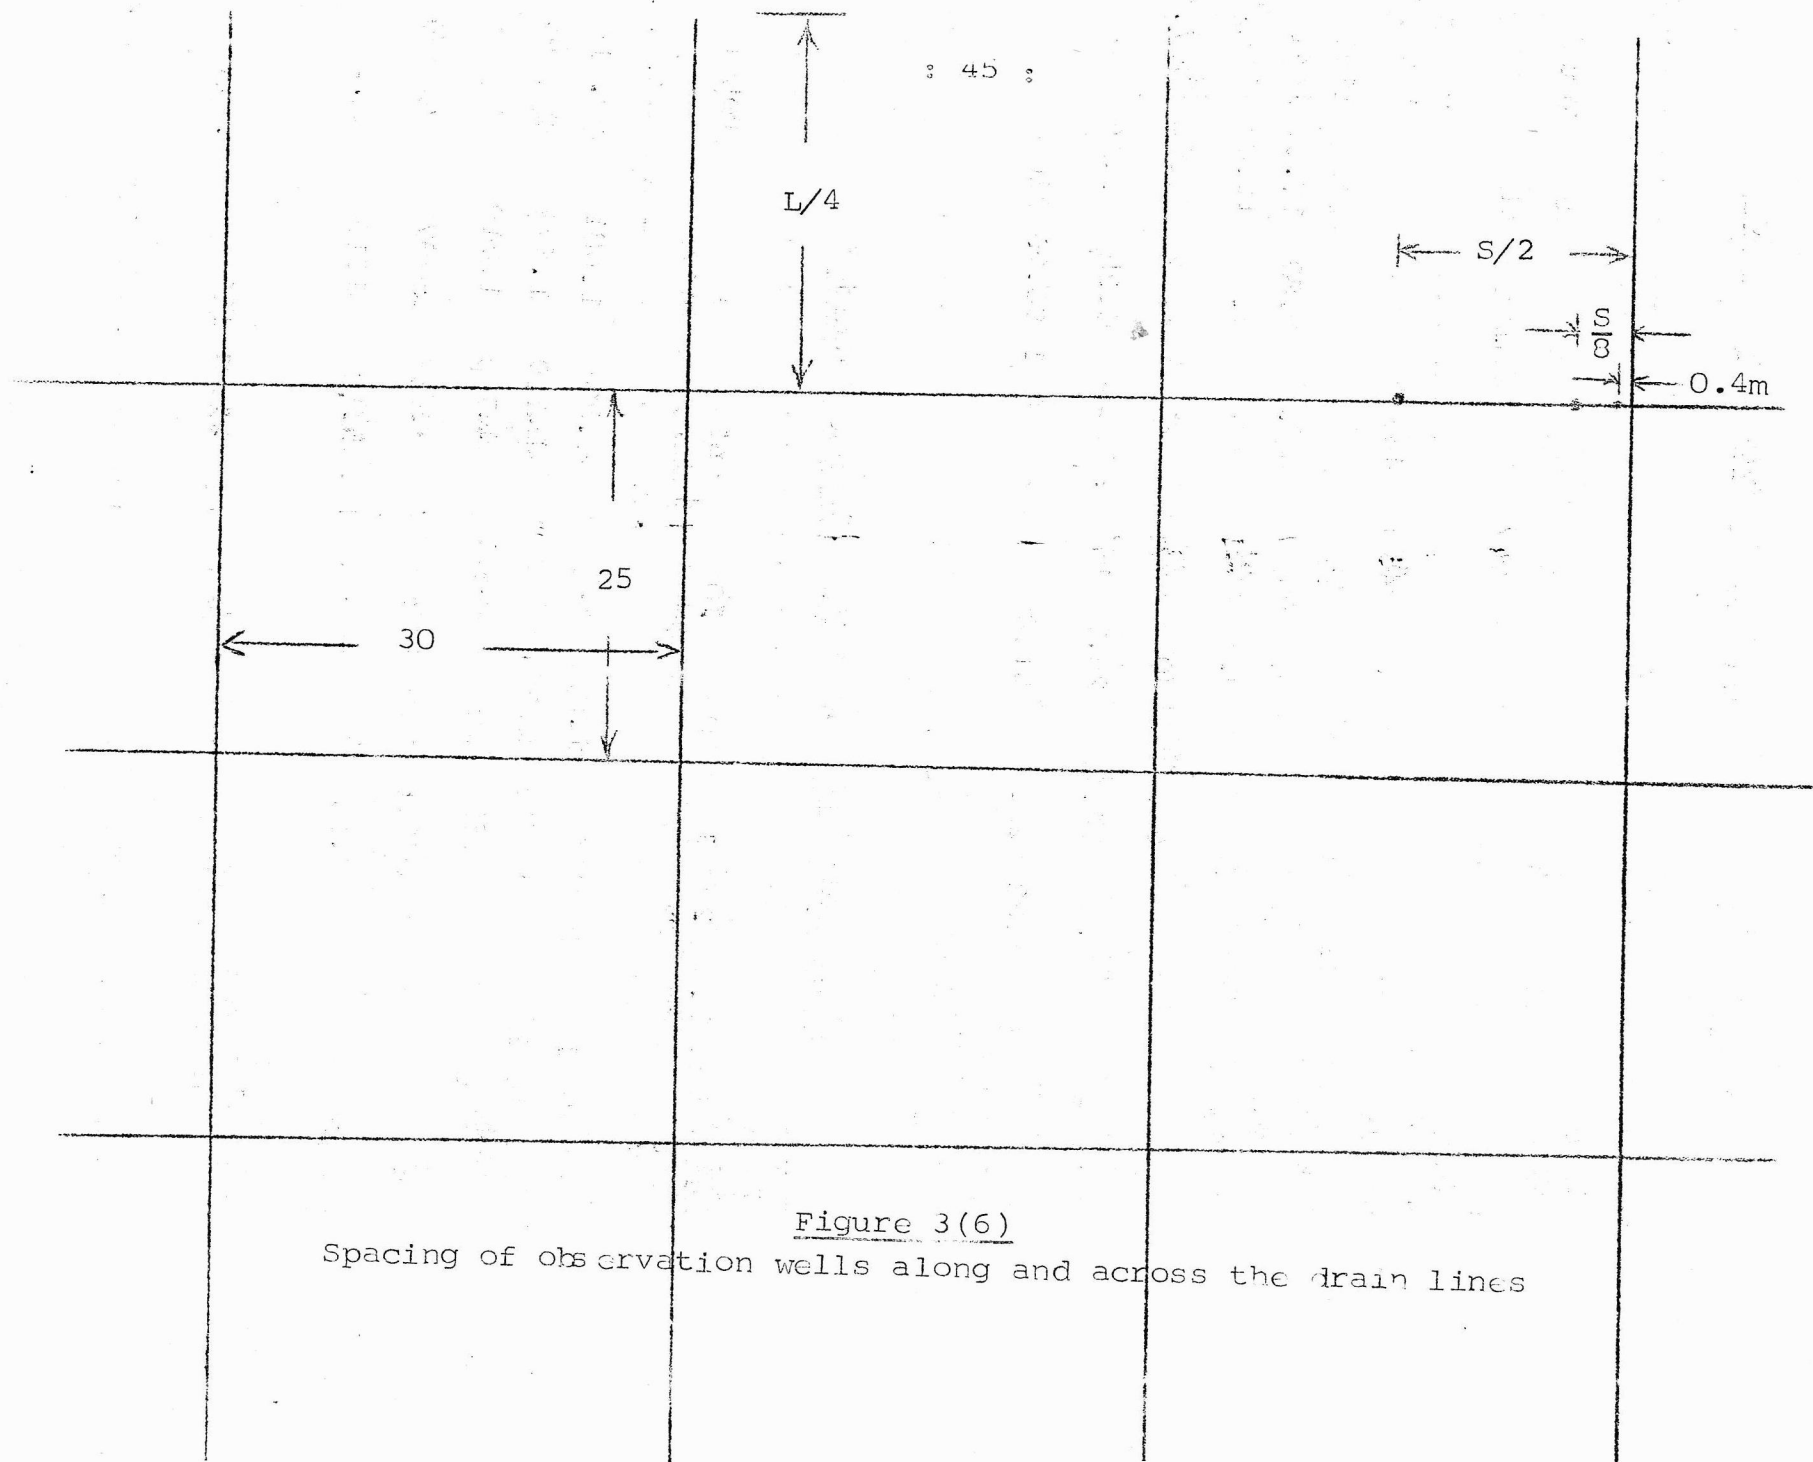 : 45 :
L/4
S/2
S
8
0.4m
25
30
Figure 3(6)
Spacing of observation wells along and across the drain lines